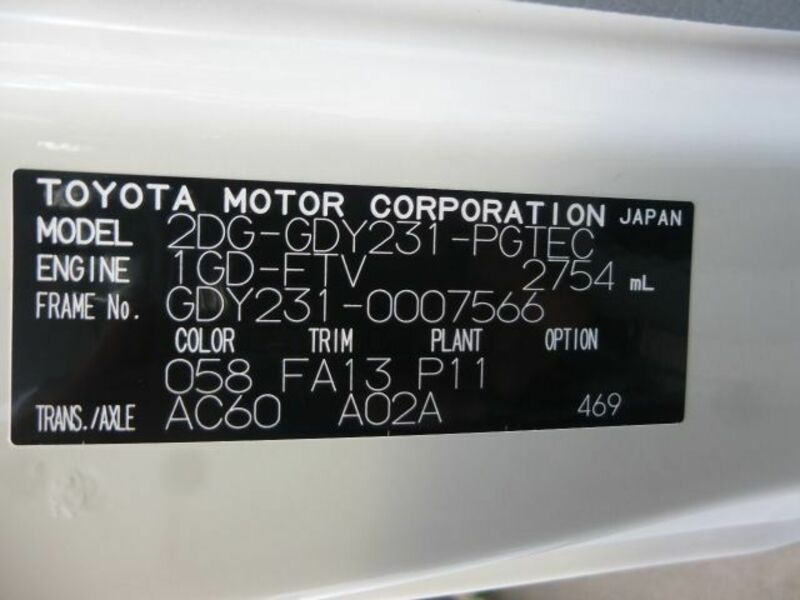 TOYOTA MOTOR CORPORATION JAPAN
MODEL 2DG-GDY231-PGTEC
ENGINE 1GD-FTV 2754 mL
FRAME No. GDY231-0007566
COLOR TRIM PLANT OPTION
058 FA13 P11
TRANS./AXLE AC60 A02A 469